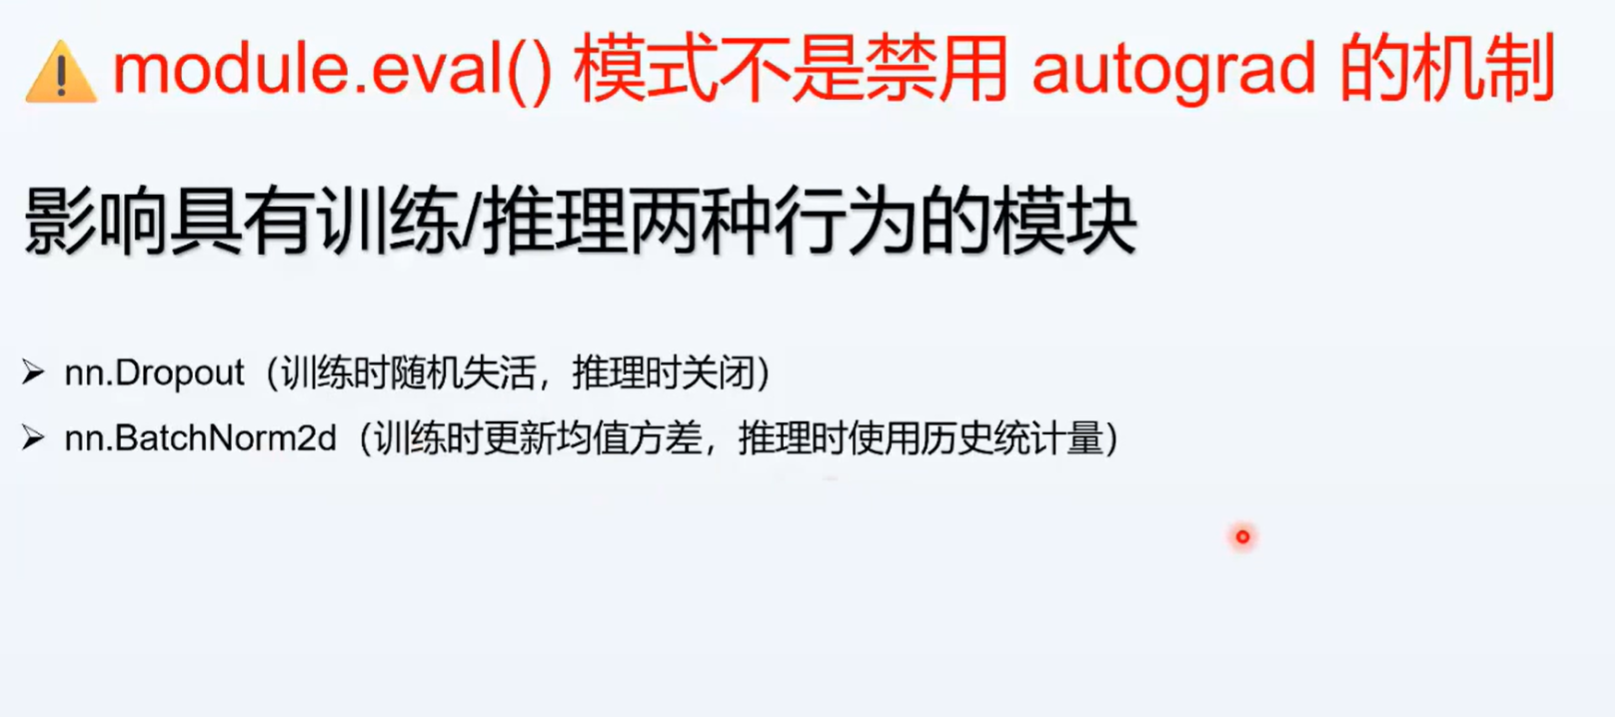 ⚠️ module.eval() 模式不是禁用 autograd 的机制
影响具有训练/推理两种行为的模块
➢ nn.Dropout（训练时随机失活，推理时关闭）
➢ nn.BatchNorm2d（训练时更新均值方差，推理时使用历史统计量）